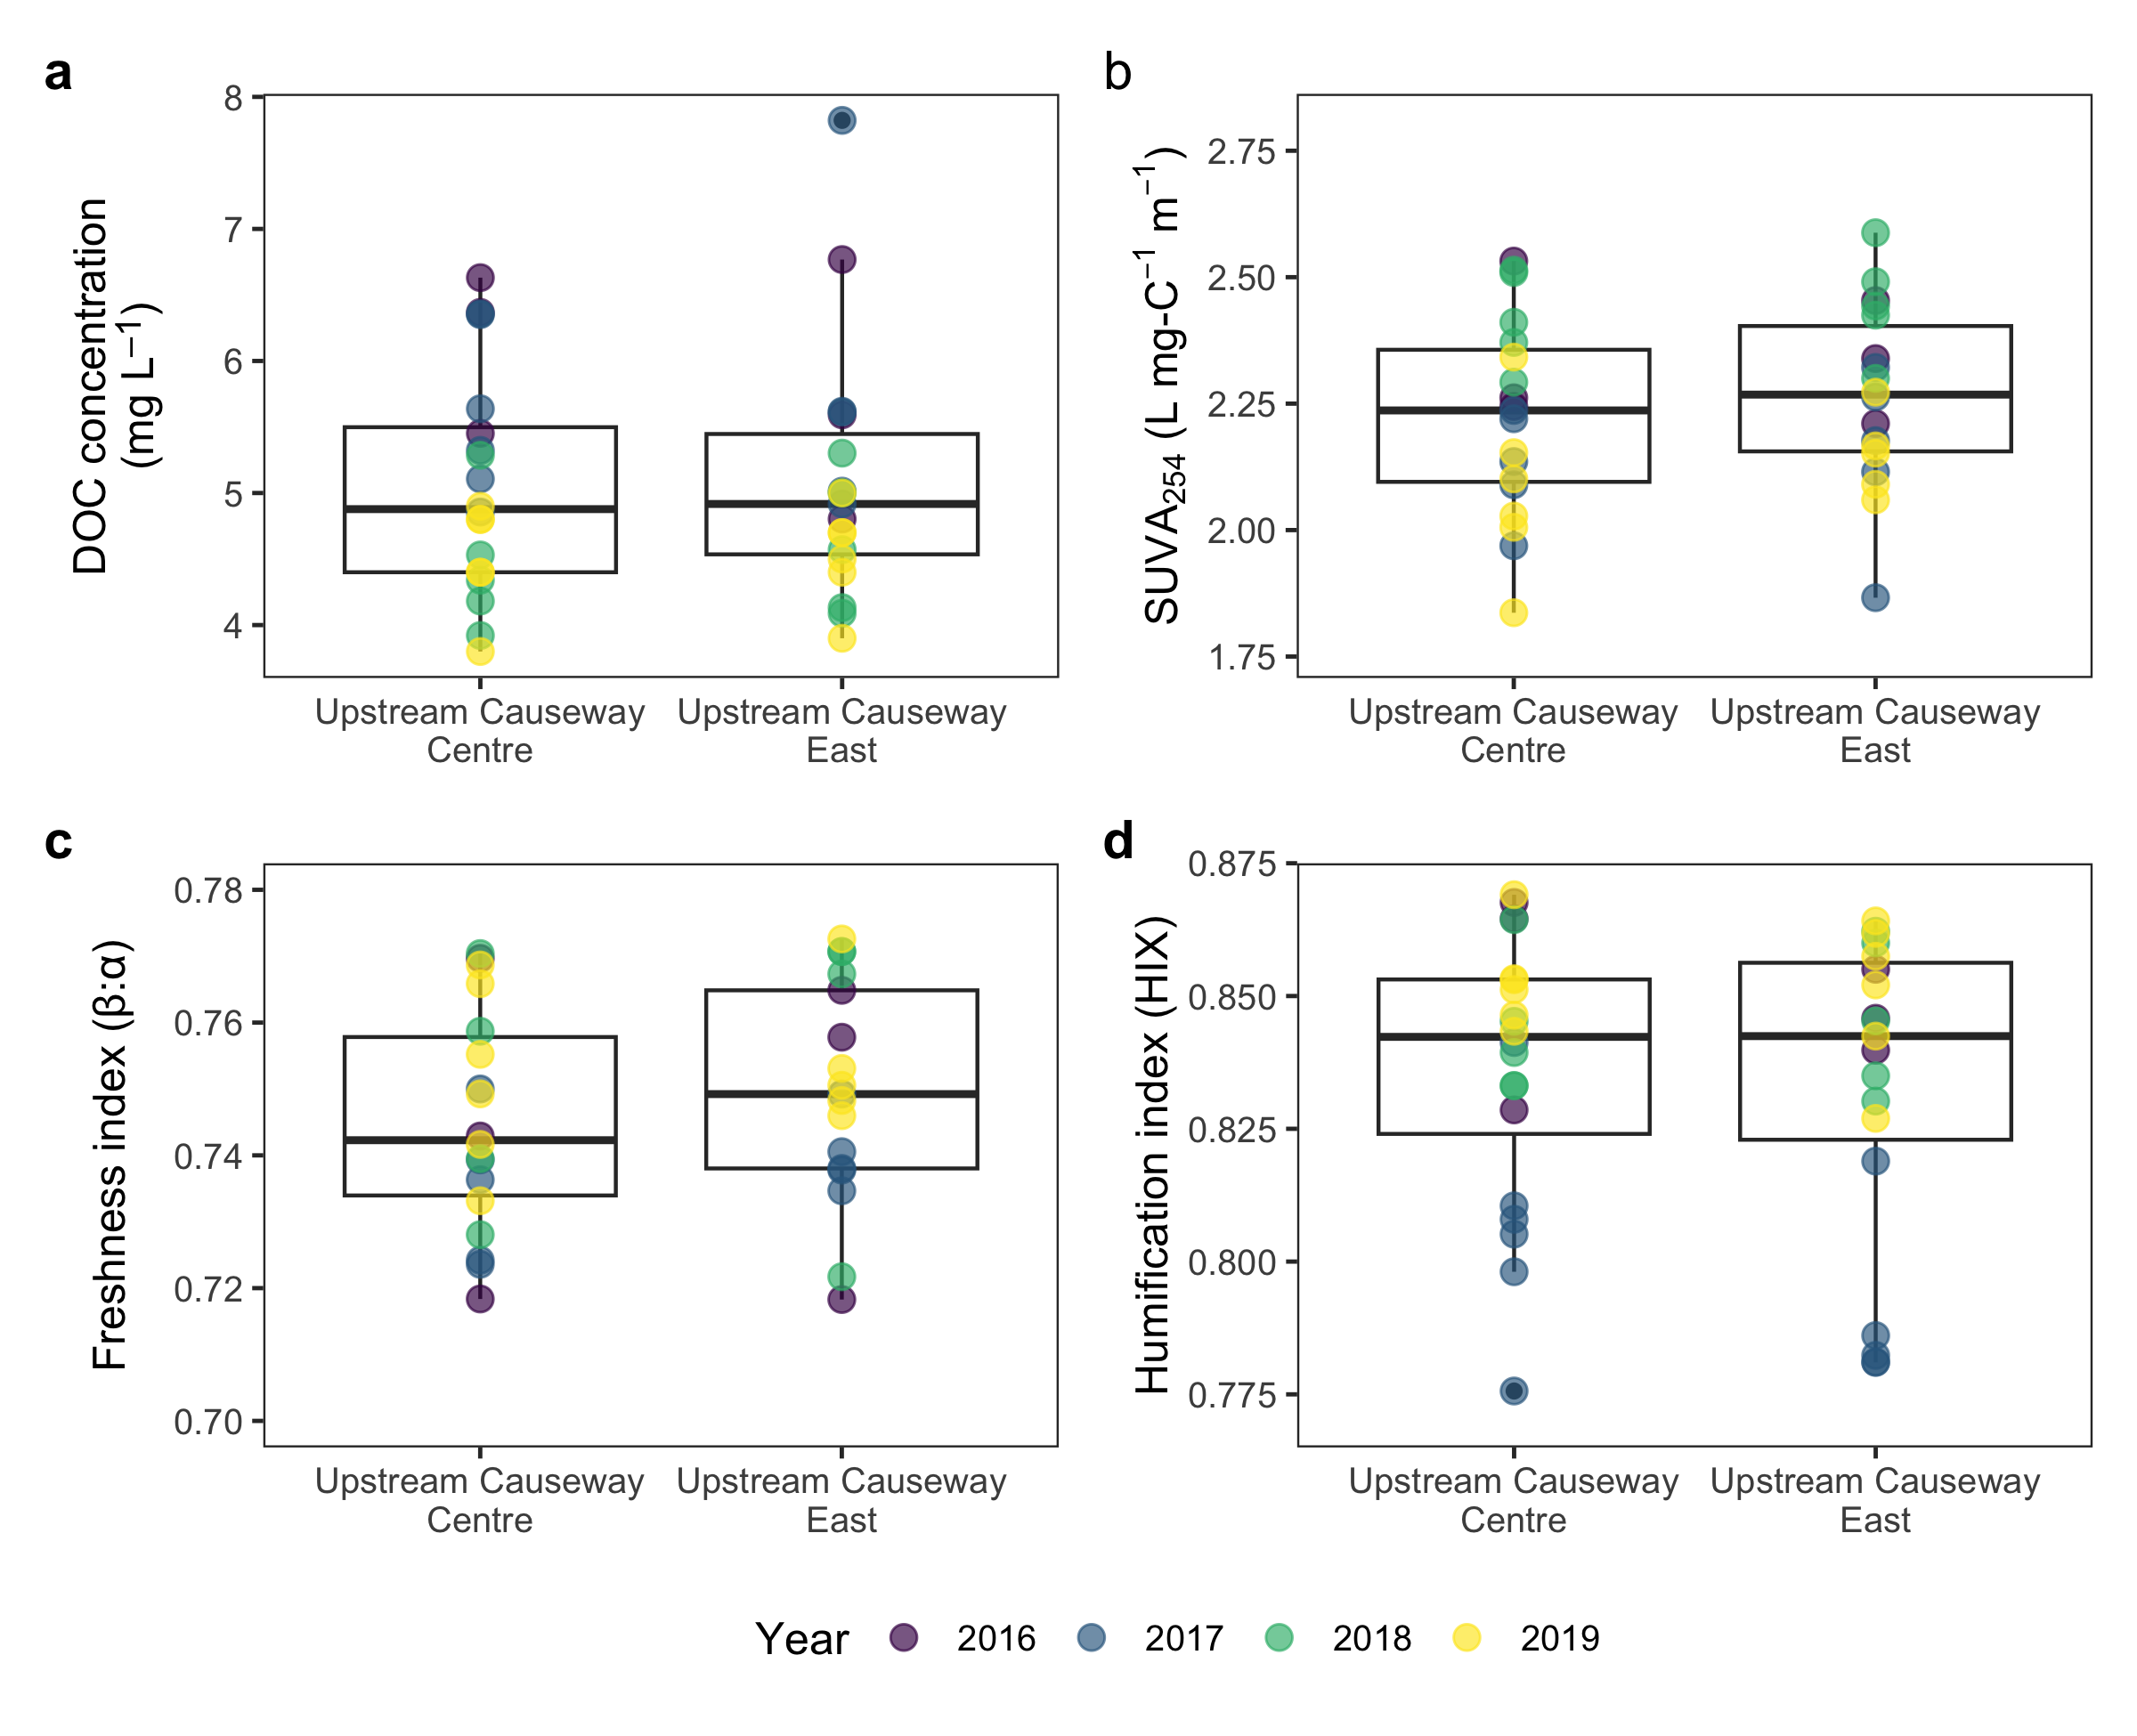 a
DOC concentration
(mg L⁻¹)
8
7
6
5
4
Upstream Causeway
Centre
Upstream Causeway
East
b
SUVA₂₅₄ (L mg-C⁻¹ m⁻¹)
2.75
2.50
2.25
2.00
1.75
Upstream Causeway
Centre
Upstream Causeway
East
c
Freshness index (β:α)
0.78
0.76
0.74
0.72
0.70
Upstream Causeway
Centre
Upstream Causeway
East
d
Humification index (HIX)
0.875
0.850
0.825
0.800
0.775
Upstream Causeway
Centre
Upstream Causeway
East
Year 2016 2017 2018 2019